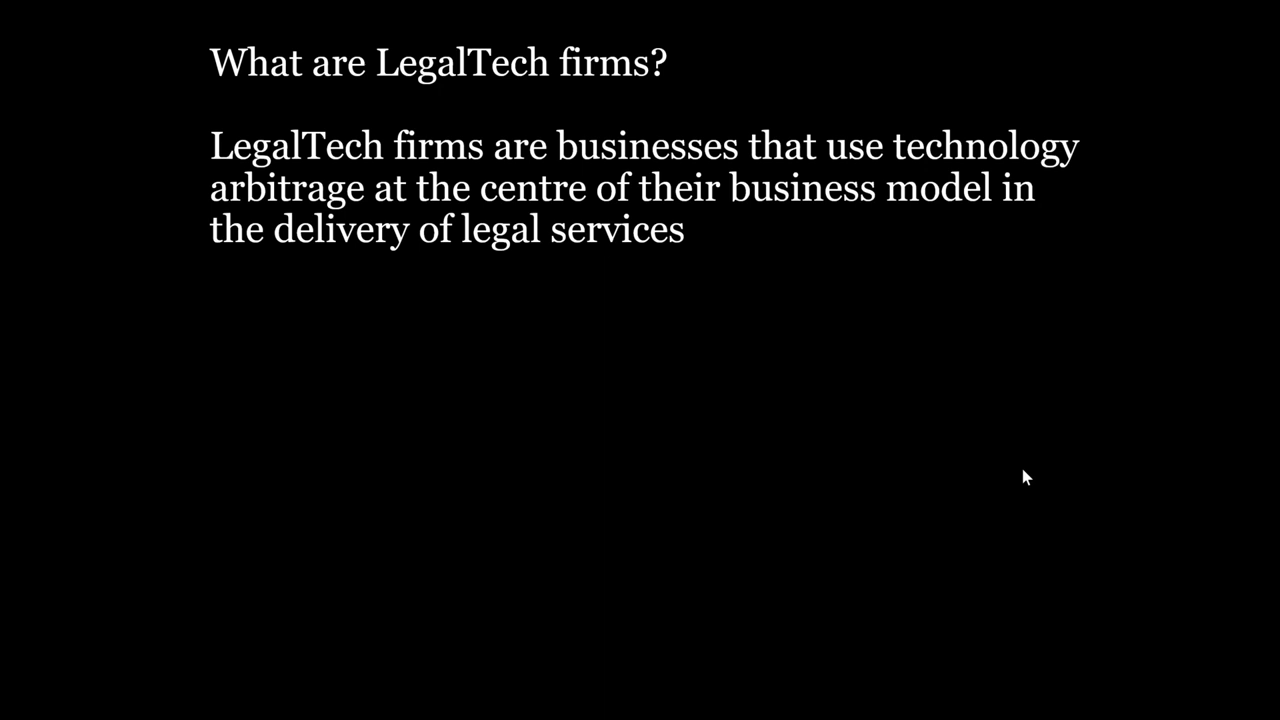 What are LegalTech firms?
LegalTech firms are businesses that use technology
arbitrage at the centre of their business model in
the delivery of legal services